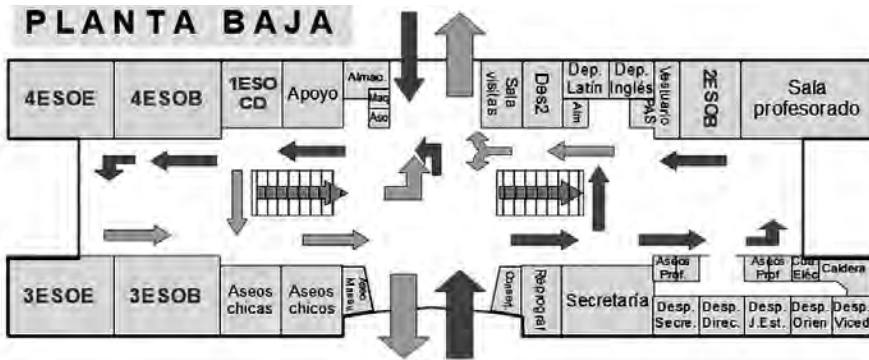 PLANTA BAJA
4ESOE
4ESOB
1ESO
CD
Apoyo
Almac.
Maq
Aso
Sala
visitas
Des2
Dep.
Latín
Alm
Dep.
Inglés
PAS
Vestuario
2ESOB
Sala
profesorado
3ESOE
3ESOB
Aseos
chicas
Aseos
chicos
Conse.
Reprograf
Secretaría
Aseos
Prof.
Aseos
Prof
Cua
Eléc
Caldera
Desp.
Secre.
Desp.
Direc.
Desp.
J.Est.
Desp.
Orien
Desp.
Viced